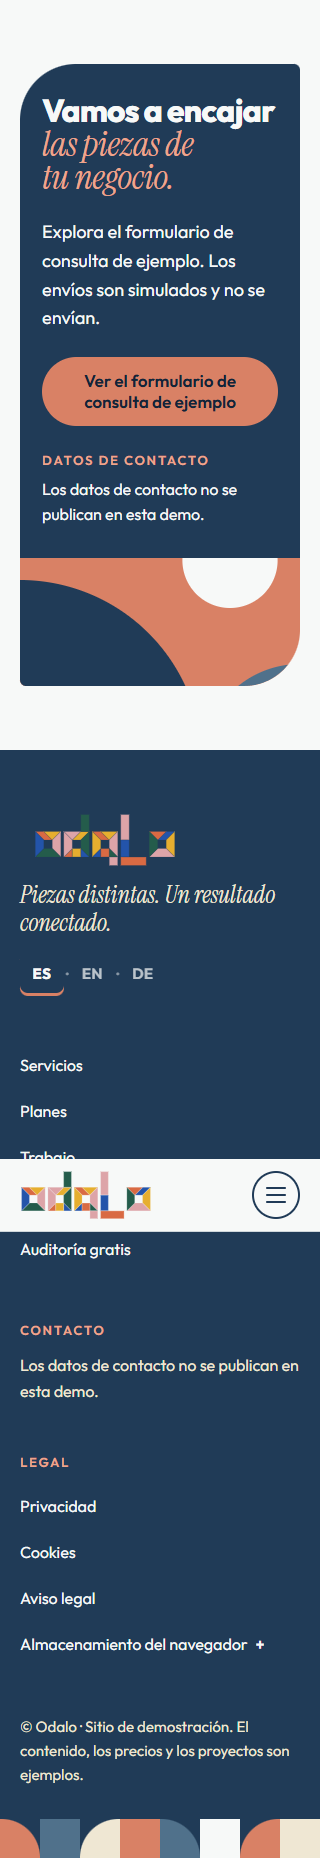 Vamos a encajar
las piezas de
tu negocio.
Explora el formulario de
consulta de ejemplo. Los
envíos son simulados y no se
envían.
Ver el formulario de
consulta de ejemplo
DATOS DE CONTACTO
Los datos de contacto no se
publican en esta demo.
odaLo
Piezas distintas. Un resultado
conectado.
ES · EN · DE
Servicios
Planes
Trabajo
odaLo
Auditoría gratis
CONTACTO
Los datos de contacto no se publican en
esta demo.
LEGAL
Privacidad
Cookies
Aviso legal
Almacenamiento del navegador +
© Odalo · Sitio de demostración. El
contenido, los precios y los proyectos son
ejemplos.